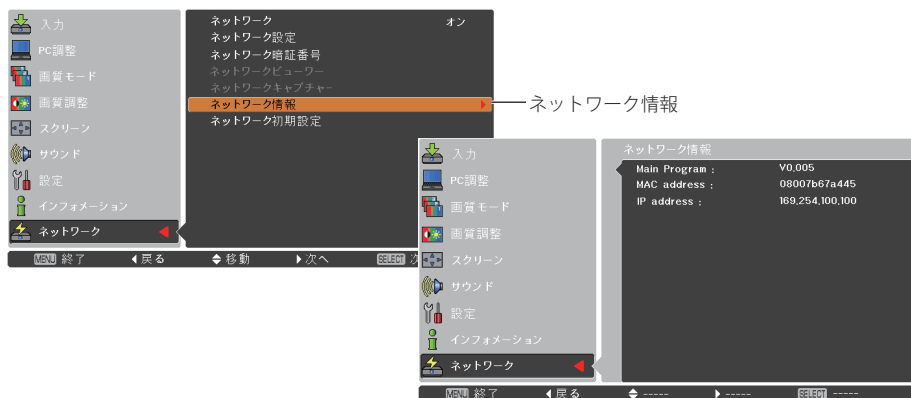 入力
PC調整
画質モード
画質調整
スクリーン
サウンド
設定
インフォメーション
ネットワーク
ネットワーク オン
ネットワーク設定
ネットワーク暗証番号
ネットワークビューワー
ネットワークキャプチャー
ネットワーク情報
ネットワーク初期設定
MENU 終了 戻る 移動 次へ SELECT 次
ネットワーク情報
入力
PC調整
画質モード
画質調整
スクリーン
サウンド
設定
インフォメーション
ネットワーク
ネットワーク情報
Main Program : V0,005
MAC address : 08007b67a445
IP address : 169,254,100,100
MENU 終了 戻る ----- ----- SELECT -----